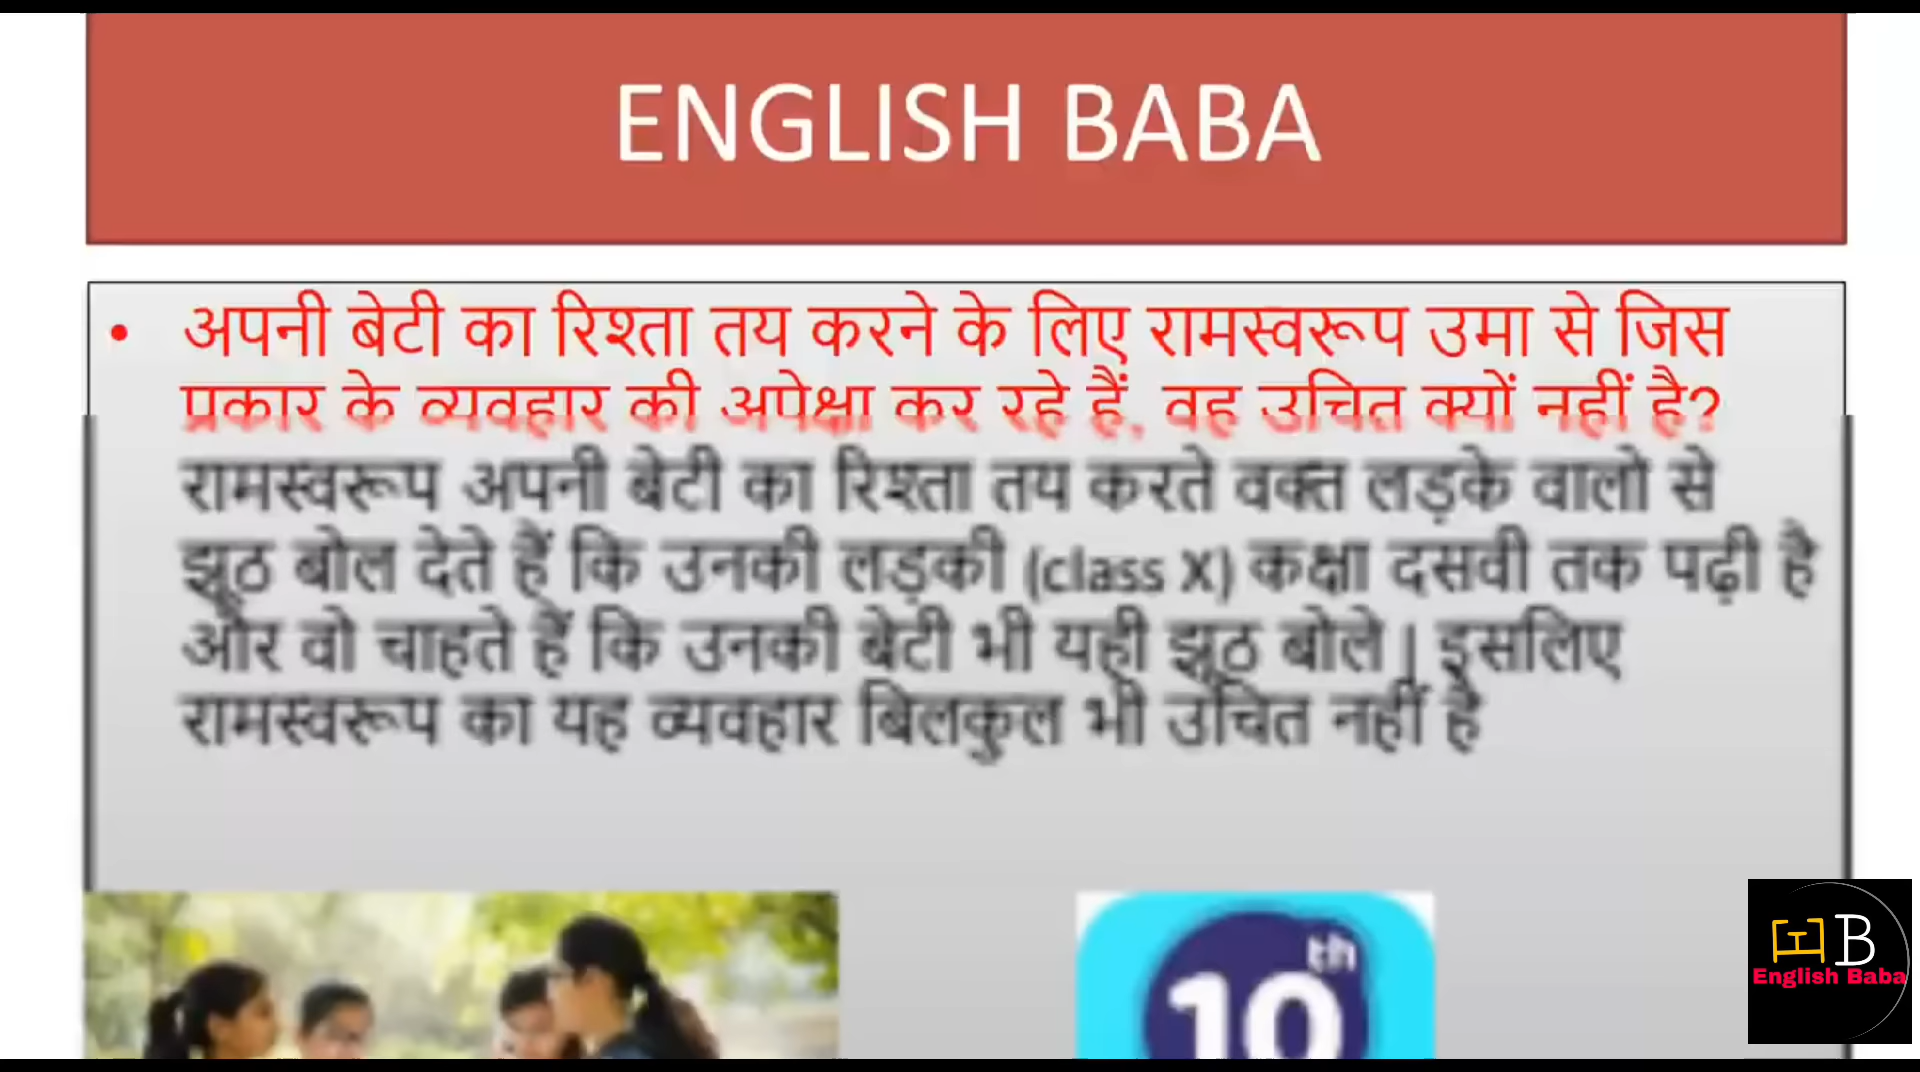 ENGLISH BABA
• अपनी बेटी का रिश्ता तय करने के लिए रामस्वरूप उमा से जिस
प्रकार के व्यवहार की अपेक्षा कर रहे हैं, वह उचित क्यों नहीं है?
रामस्वरूप अपनी बेटी का रिश्ता तय करते वक्त लड़के वालो से
झूठ बोल देते हैं कि उनकी लड़की (class X) कक्षा दसवी तक पढ़ी है
और वो चाहते हैं कि उनकी बेटी भी यही झूठ बोले | इसलिए
रामस्वरूप का यह व्यवहार बिलकुल भी उचित नहीं है
10th
B
English Baba